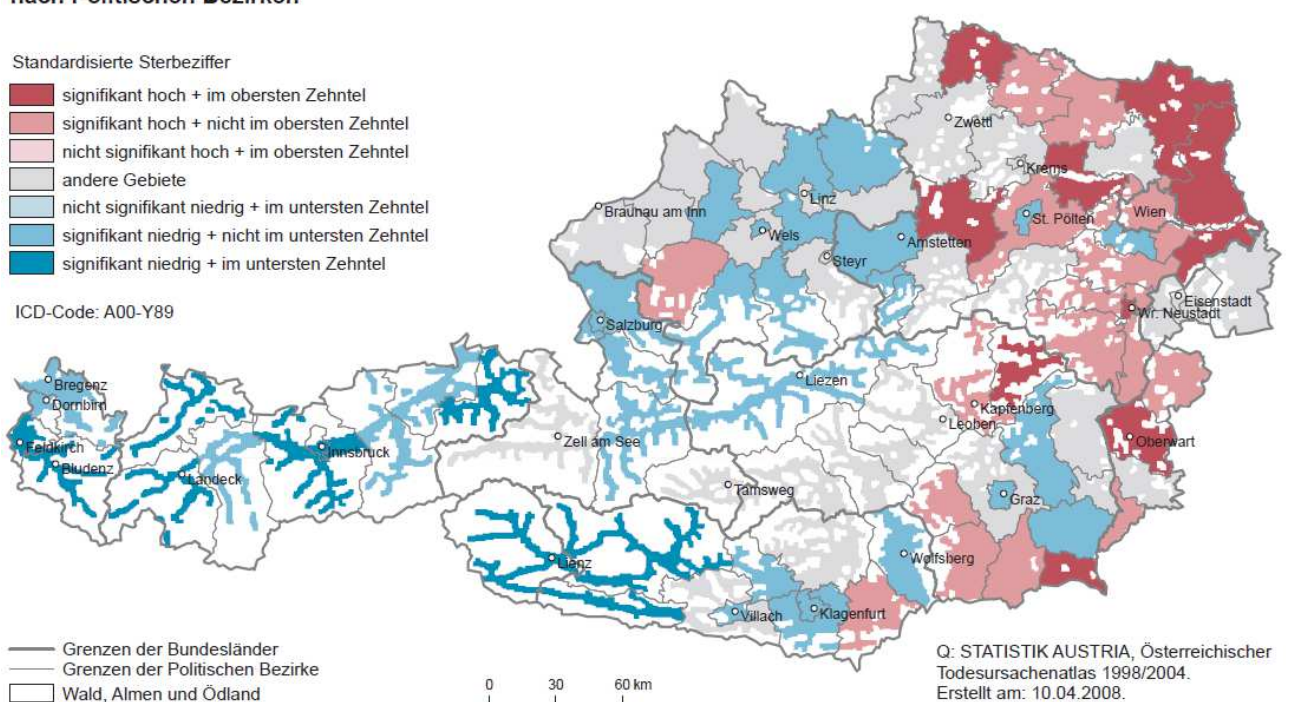 nach Politischen Bezirken
Standardisierte Sterbeziffer
signifikant hoch + im obersten Zehntel
signifikant hoch + nicht im obersten Zehntel
nicht signifikant hoch + im obersten Zehntel
andere Gebiete
nicht signifikant niedrig + im untersten Zehntel
signifikant niedrig + nicht im untersten Zehntel
signifikant niedrig + im untersten Zehntel
ICD-Code: A00-Y89
Zwettl
Krems
Linz
Braunau am Inn
St. Pölten
Wien
Wels
Amstetten
Steyr
Eisenstadt
Wr. Neustadt
Salzburg
Bregenz
Dornbirn
Liezen
Kapfenberg
Leoben
Feldkirch
Innsbruck
Zell am See
Oberwart
Bludenz
Landeck
Tamsweg
Graz
Lienz
Wolfsberg
Villach
Klagenfurt
Grenzen der Bundesländer
Grenzen der Politischen Bezirke
Wald, Almen und Ödland
0 30 60 km
Q: STATISTIK AUSTRIA, Österreichischer
Todesursachenatlas 1998/2004.
Erstellt am: 10.04.2008.